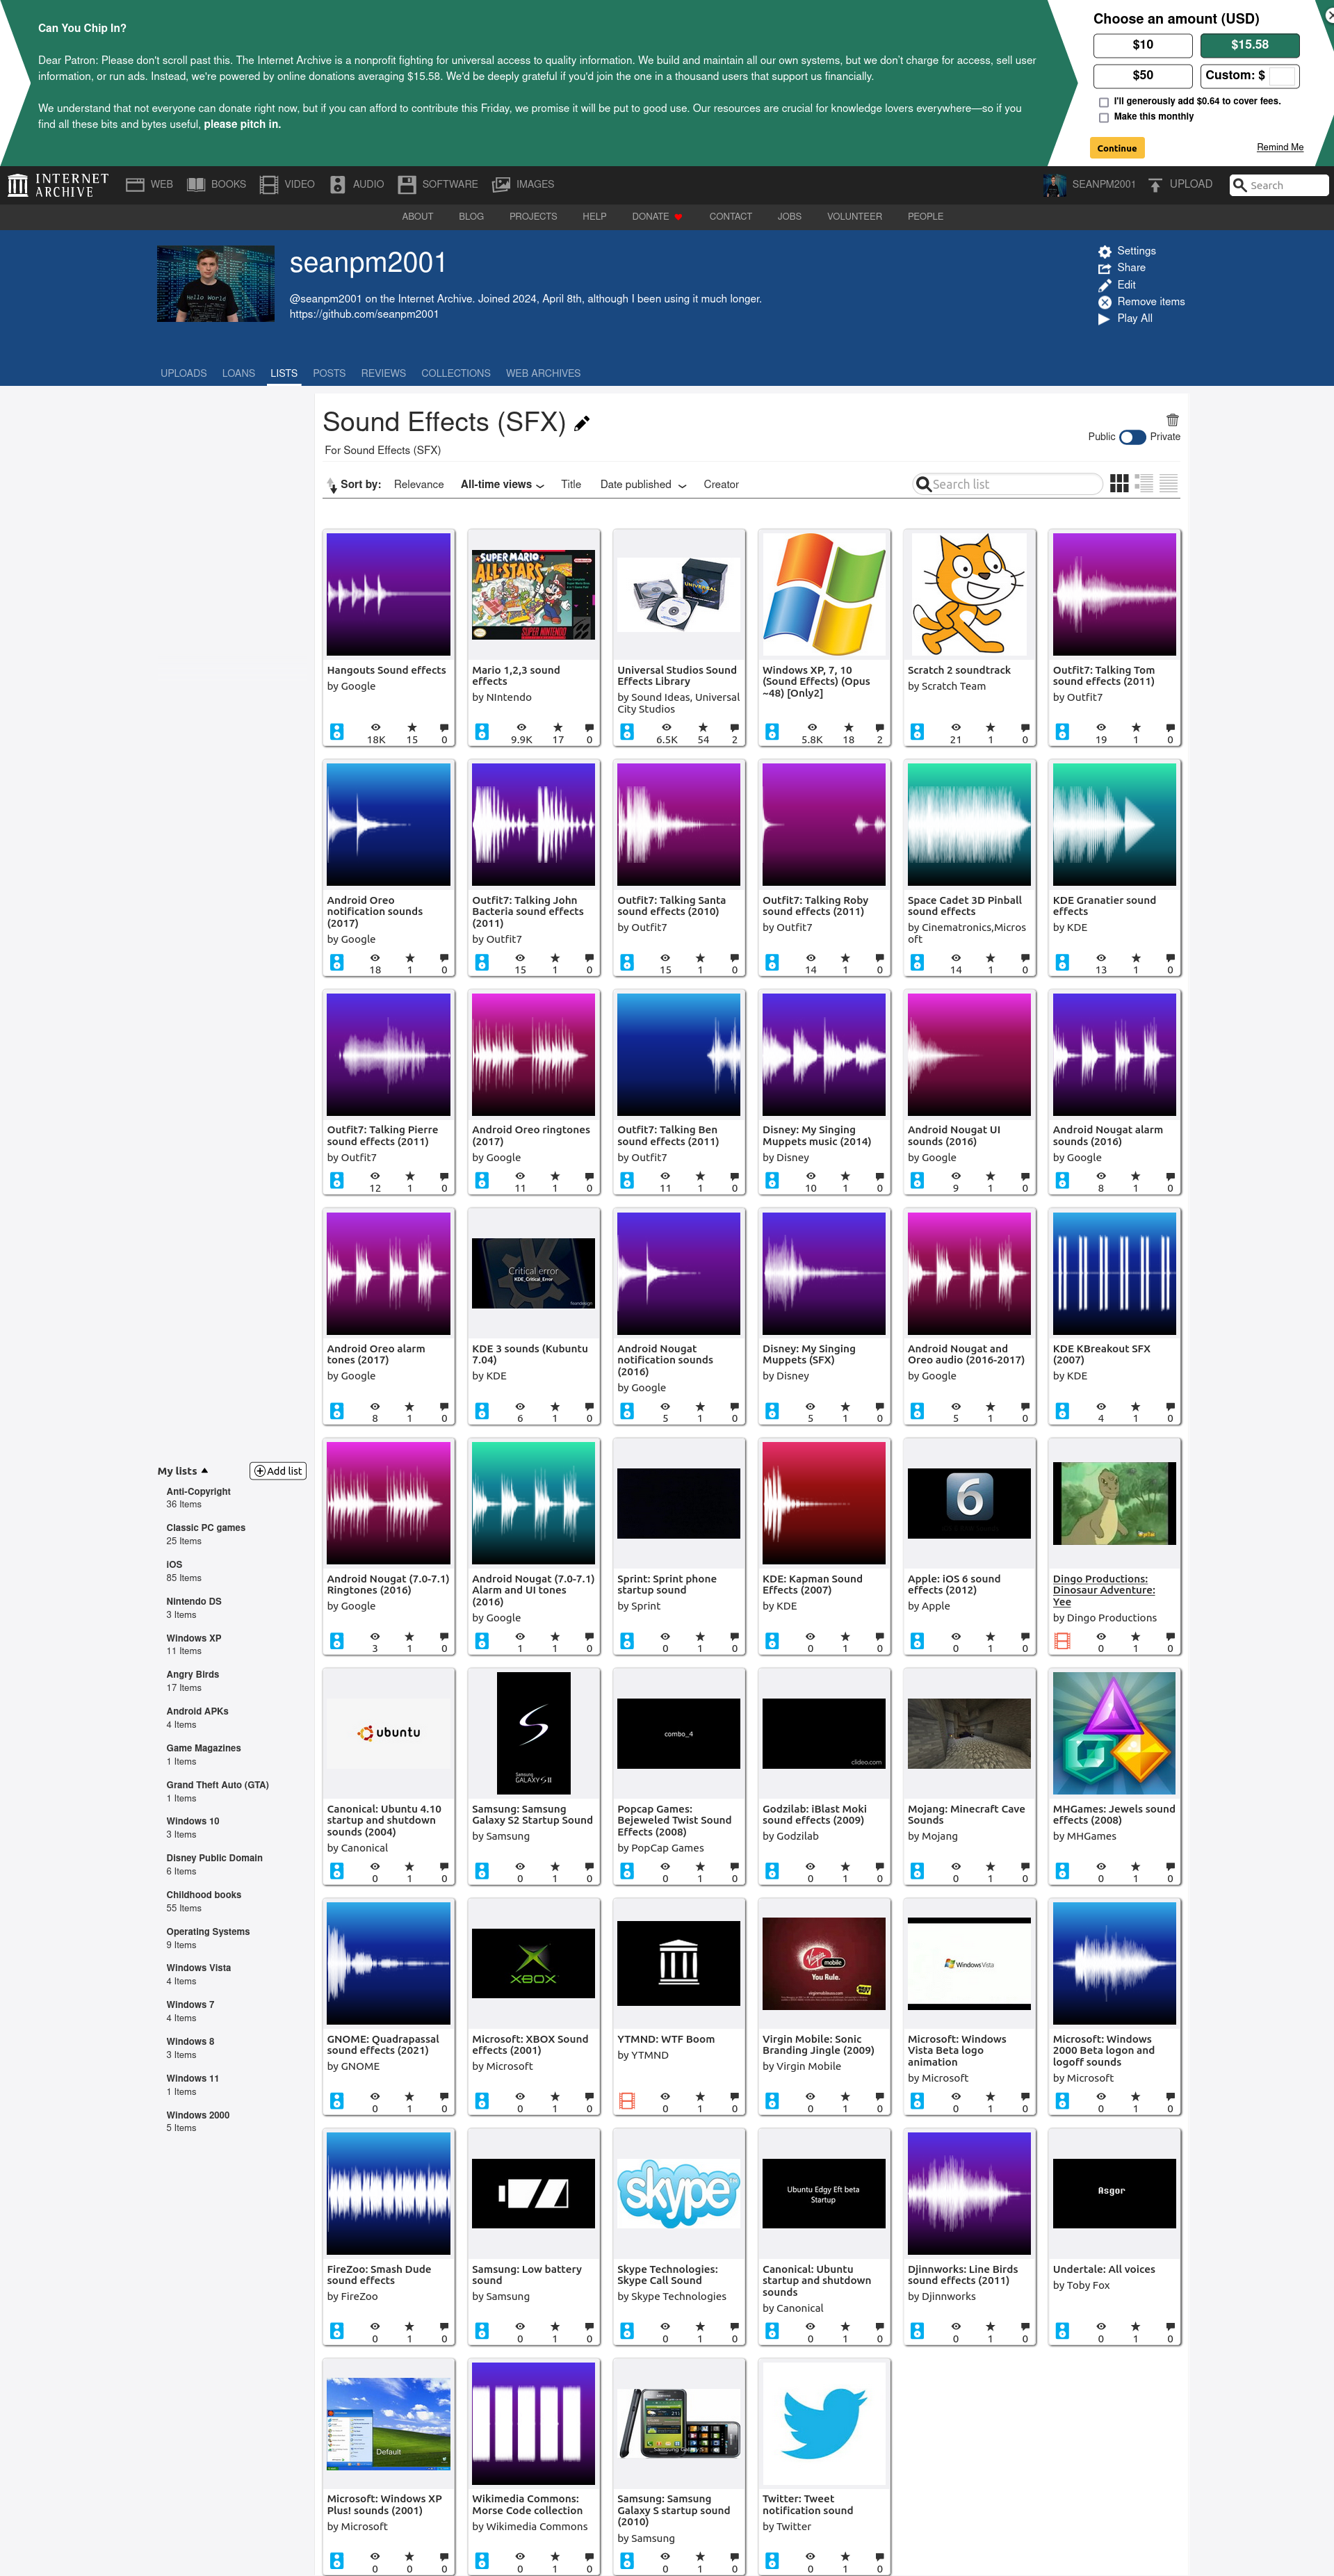 Can You Chip In?
Dear Patron: Please don't scroll past this. The Internet Archive is a nonprofit fighting for universal access to quality information. We build and maintain all our own systems, but we don't charge for access, sell user
information, or run ads. Instead, we're powered by online donations averaging $15.58. We'd be deeply grateful if you'd join the one in a thousand users that support us financially.
We understand that not everyone can donate right now, but if you can afford to contribute this Friday, we promise it will be put to good use. Our resources are crucial for knowledge lovers everywhere—so if you
find all these bits and bytes useful, please pitch in.
Choose an amount (USD)
$10
$15.58
$50
Custom: $
I'll generously add $0.64 to cover fees.
Make this monthly
Continue
Remind Me
INTERNET
ARCHIVE
WEB
BOOKS
VIDEO
AUDIO
SOFTWARE
IMAGES
SEANPM2001
UPLOAD
Search
ABOUT
BLOG
PROJECTS
HELP
DONATE
CONTACT
JOBS
VOLUNTEER
PEOPLE
Hello World
seanpm2001
@seanpm2001 on the Internet Archive. Joined 2024, April 8th, although I been using it much longer.
https://github.com/seanpm2001
Settings
Share
Edit
Remove items
Play All
UPLOADS
LOANS
LISTS
POSTS
REVIEWS
COLLECTIONS
WEB ARCHIVES
Sound Effects (SFX)
For Sound Effects (SFX)
Public
Private
Sort by:
Relevance
All-time views
Title
Date published
Creator
Search list
Hangouts Sound effects
by Google
18K 15 0
SUPER MARIO
ALL-STARS
SUPER NINTENDO
Mario 1,2,3 sound
effects
by NIntendo
9.9K 17 0
UNIVERSAL
Universal Studios Sound
Effects Library
by Sound Ideas, Universal
City Studios
6.5K 54 2
Windows XP, 7, 10
(Sound Effects) (Opus
~48) [Only2]
5.8K 18 2
Scratch 2 soundtrack
by Scratch Team
21 1 0
Outfit7: Talking Tom
sound effects (2011)
by Outfit7
19 1 0
Android Oreo
notification sounds
(2017)
by Google
18 1 0
Outfit7: Talking John
Bacteria sound effects
(2011)
by Outfit7
15 1 0
Outfit7: Talking Santa
sound effects (2010)
by Outfit7
15 1 0
Outfit7: Talking Roby
sound effects (2011)
by Outfit7
14 1 0
Space Cadet 3D Pinball
sound effects
by Cinematronics,Micros
oft
14 1 0
KDE Granatier sound
effects
by KDE
13 1 0
Outfit7: Talking Pierre
sound effects (2011)
by Outfit7
12 1 0
Android Oreo ringtones
(2017)
by Google
11 1 0
Outfit7: Talking Ben
sound effects (2011)
by Outfit7
11 1 0
Disney: My Singing
Muppets music (2014)
by Disney
10 1 0
Android Nougat UI
sounds (2016)
by Google
9 1 0
Android Nougat alarm
sounds (2016)
by Google
8 1 0
Android Oreo alarm
tones (2017)
by Google
8 1 0
Critical error
KDE_Critical_Error
KDE 3 sounds (Kubuntu
7.04)
by KDE
6 1 0
Android Nougat
notification sounds
(2016)
by Google
5 1 0
Disney: My Singing
Muppets (SFX)
by Disney
5 1 0
Android Nougat and
Oreo audio (2016-2017)
by Google
5 1 0
KDE KBreakout SFX
(2007)
by KDE
4 1 0
Android Nougat (7.0-7.1)
Ringtones (2016)
by Google
3 1 0
Android Nougat (7.0-7.1)
Alarm and UI tones
(2016)
by Google
1 1 0
Sprint: Sprint phone
startup sound
by Sprint
0 1 0
KDE: Kapman Sound
Effects (2007)
by KDE
0 1 0
6
Apple: iOS 6 sound
effects (2012)
by Apple
0 1 0
Dingo Productions:
Dinosaur Adventure:
Yee
by Dingo Productions
0 1 0
My lists
Add list
Anti-Copyright
36 Items
Classic PC games
25 Items
iOS
85 Items
Nintendo DS
3 Items
Windows XP
11 Items
Angry Birds
17 Items
Android APKs
4 Items
Game Magazines
1 Items
Grand Theft Auto (GTA)
1 Items
Windows 10
3 Items
Disney Public Domain
6 Items
Childhood books
55 Items
Operating Systems
9 Items
Windows Vista
4 Items
Windows 7
4 Items
Windows 8
3 Items
Windows 11
1 Items
Windows 2000
5 Items
ubuntu
Canonical: Ubuntu 4.10
startup and shutdown
sounds (2004)
by Canonical
0 1 0
Samsung
GALAXY S II
Samsung: Samsung
Galaxy S2 Startup Sound
by Samsung
0 1 0
combo_4
Popcap Games:
Bejeweled Twist Sound
Effects (2008)
by PopCap Games
0 1 0
clideo.com
Godzilab: iBlast Moki
sound effects (2009)
by Godzilab
0 1 0
Mojang: Minecraft Cave
Sounds
by Mojang
0 1 0
MHGames: Jewels sound
effects (2008)
by MHGames
0 1 0
GNOME: Quadrapassal
sound effects (2021)
by GNOME
0 1 0
XBOX
Microsoft: XBOX Sound
effects (2001)
by Microsoft
0 1 0
YTMND: WTF Boom
by YTMND
0 1 0
Virgin
mobile
You Rule.
Virgin Mobile: Sonic
Branding Jingle (2009)
by Virgin Mobile
0 1 0
Windows Vista
Microsoft: Windows
Vista Beta logo
animation
by Microsoft
0 1 0
Microsoft: Windows
2000 Beta logon and
logoff sounds
by Microsoft
0 1 0
FireZoo: Smash Dude
sound effects
by FireZoo
0 1 0
Samsung: Low battery
sound
by Samsung
0 1 0
skype
Skype Technologies:
Skype Call Sound
by Skype Technologies
0 1 0
Ubuntu Edgy Eft beta
Startup
Canonical: Ubuntu
startup and shutdown
sounds
by Canonical
0 1 0
Djinnworks: Line Birds
sound effects (2011)
by Djinnworks
0 1 0
Asgor
Undertale: All voices
by Toby Fox
0 1 0
Default
Microsoft: Windows XP
Plus! sounds (2001)
by Microsoft
0 0 0
Wikimedia Commons:
Morse Code collection
by Wikimedia Commons
0 1 0
Samsung: Samsung
Galaxy S startup sound
(2010)
by Samsung
0 1 0
Twitter: Tweet
notification sound
by Twitter
0 1 0